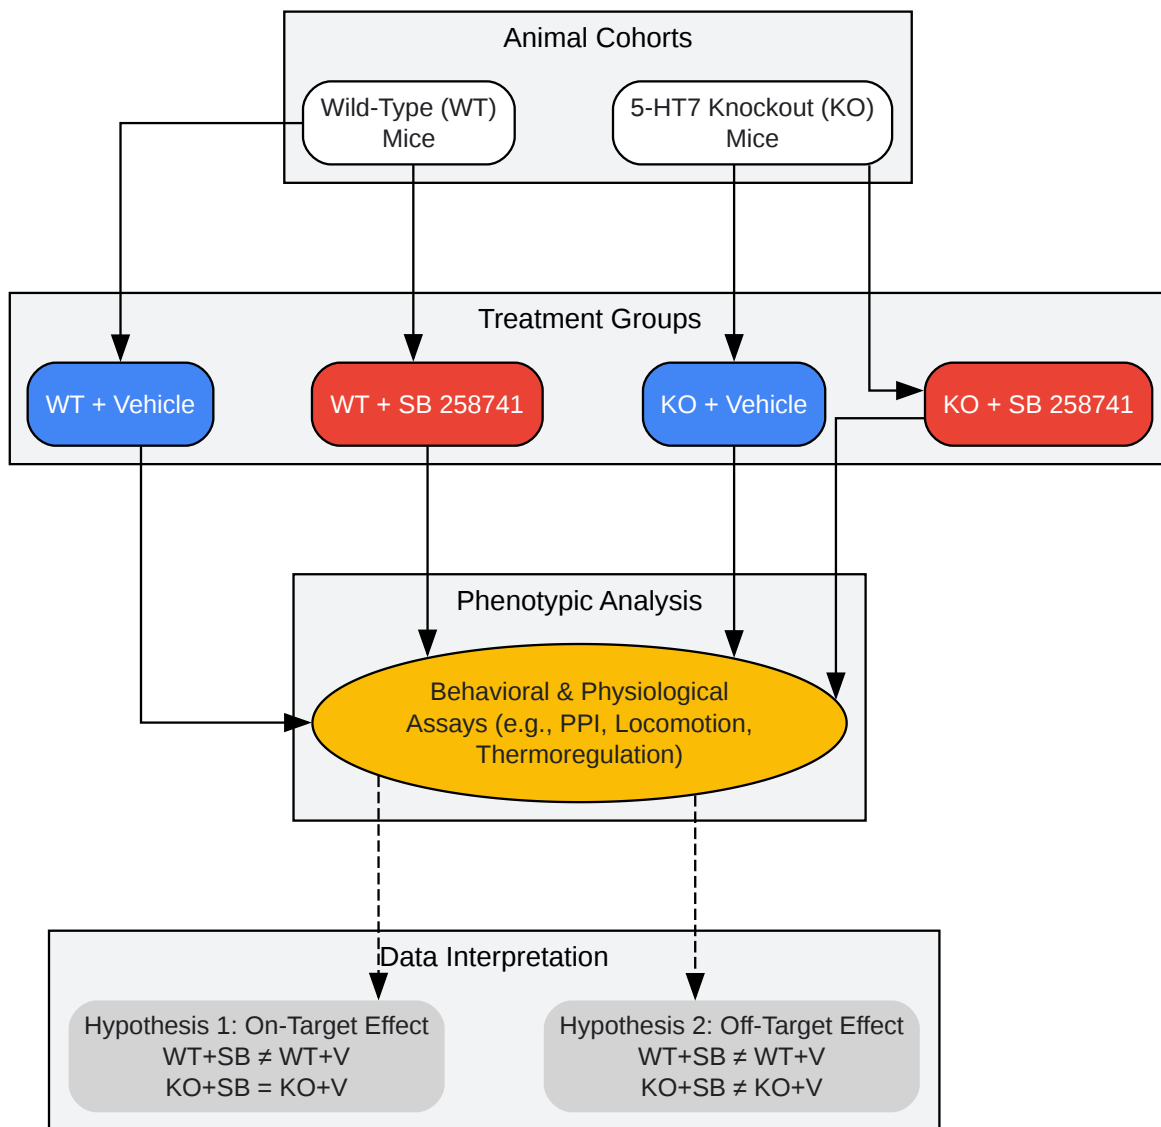 Animal Cohorts
Wild-Type (WT)
Mice
5-HT7 Knockout (KO)
Mice
Treatment Groups
WT + Vehicle
WT + SB 258741
KO + Vehicle
KO + SB 258741
Phenotypic Analysis
Behavioral & Physiological
Assays (e.g., PPI, Locomotion,
Thermoregulation)
Data Interpretation
Hypothesis 1: On-Target Effect
WT+SB ≠ WT+V
KO+SB = KO+V
Hypothesis 2: Off-Target Effect
WT+SB ≠ WT+V
KO+SB ≠ KO+V